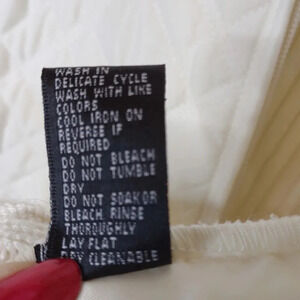 WASH IN
DELICATE CYCLE
WASH WITH LIKE
COLORS
COOL IRON ON
REVERSE IF
REQUIRED
DO NOT BLEACH
DO NOT TUMBLE
DRY
DO NOT SOAK OR
BLEACH RINSE
THOROUGHLY
LAY FLAT
DRY CLEANABLE